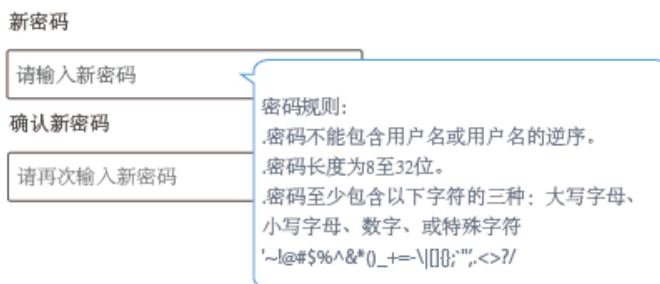 新密码
请输入新密码
密码规则：
.密码不能包含用户名或用户名的逆序。
确认新密码
.密码长度为8至32位。
请再次输入新密码
.密码至少包含以下字符的三种：大写字母、
小写字母、数字、或特殊字符
'~!@#$%^&*()_+=-\|[]{};`"',.<>?/